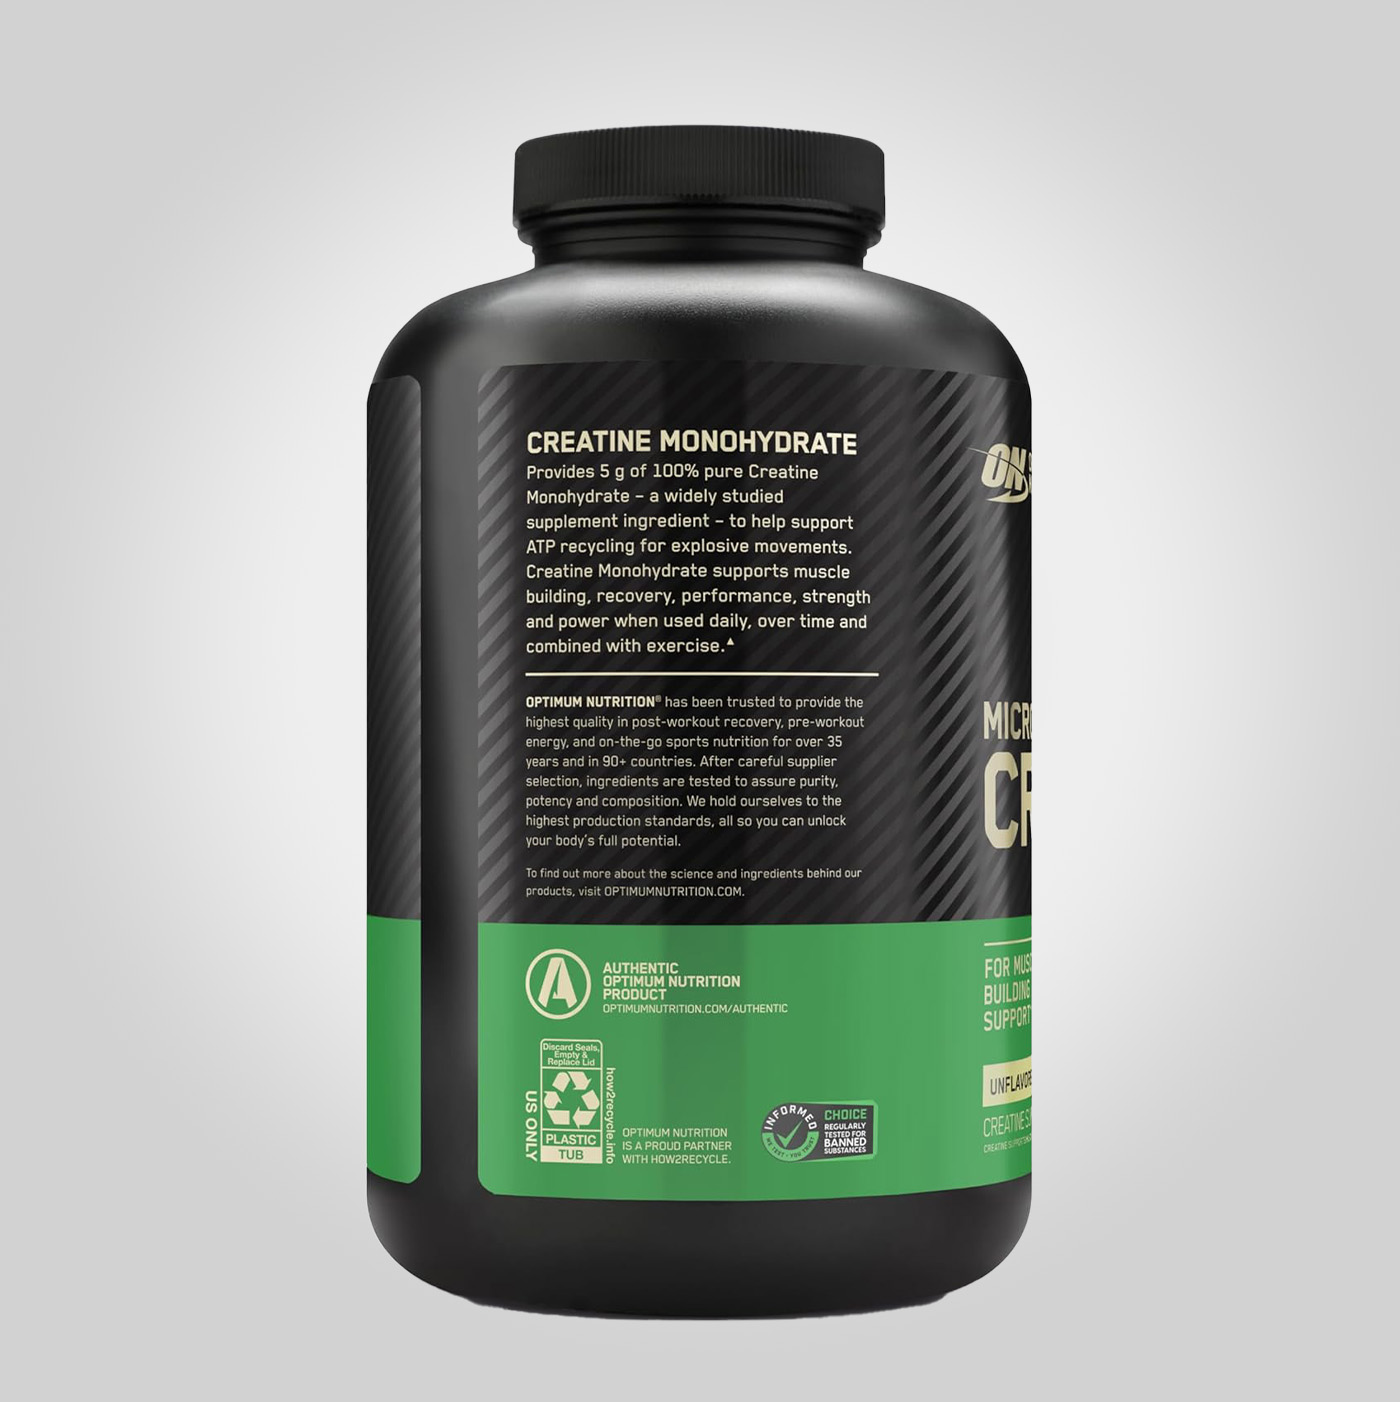 CREATINE MONOHYDRATE
Provides 5 g of 100% pure Creatine
Monohydrate – a widely studied
supplement ingredient – to help support
ATP recycling for explosive movements.
Creatine Monohydrate supports muscle
building, recovery, performance, strength
and power when used daily, over time and
combined with exercise.▲
OPTIMUM NUTRITION® has been trusted to provide the
highest quality in post-workout recovery, pre-workout
energy, and on-the-go sports nutrition for over 35
years and in 90+ countries. After careful supplier
selection, ingredients are tested to assure purity,
potency and composition. We hold ourselves to the
highest production standards, all so you can unlock
your body's full potential.
To find out more about the science and ingredients behind our
products, visit OPTIMUMNUTRITION.COM.
A
AUTHENTIC
OPTIMUM NUTRITION
PRODUCT
OPTIMUMNUTRITION.COM/AUTHENTIC
US ONLY
Discard Seals,
Empty &
Replace Lid
PLASTIC
TUB
how2recycle.info
OPTIMUM NUTRITION
IS A PROUD PARTNER
WITH HOW2RECYCLE.
INFORMED
WE TEST · YOU TRUST
CHOICE
REGULARLY
TESTED FOR
BANNED
SUBSTANCES
ON
MICR
CR
FOR MUSC
BUILDING
SUPPORT
UNFLAVORE
CREATINE